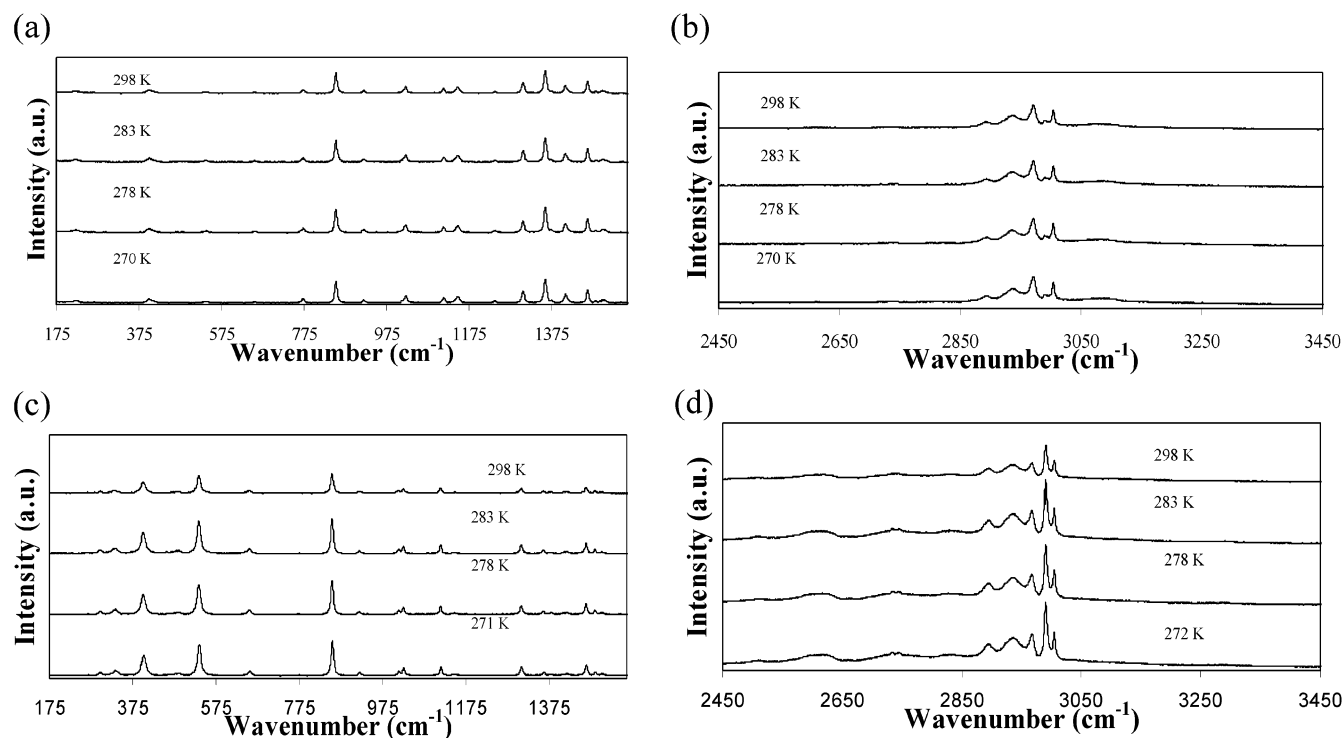 (a)
298 K
283 K
278 K
270 K
Intensity (a.u.)
175 375 575 775 975 1175 1375
Wavenumber (cm-1)
(b)
298 K
283 K
278 K
270 K
Intensity (a.u.)
2450 2650 2850 3050 3250 3450
Wavenumber (cm-1)
(c)
298 K
283 K
278 K
271 K
Intensity (a.u.)
175 375 575 775 975 1175 1375
Wavenumber (cm-1)
(d)
298 K
283 K
278 K
272 K
Intensity (a.u.)
2450 2650 2850 3050 3250 3450
Wavenumber (cm-1)